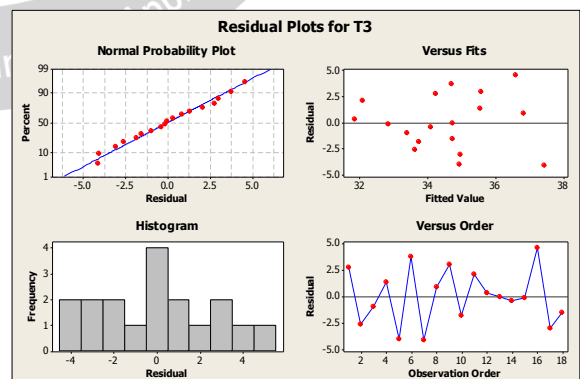 Residual Plots for T3
Normal Probability Plot
99
90
50
10
1
Percent
-5.0 -2.5 0.0 2.5 5.0
Residual
Versus Fits
5.0
2.5
0.0
-2.5
-5.0
Residual
32 34 36 38
Fitted Value
Histogram
4
3
2
1
0
Frequency
-4 -2 0 2 4
Residual
Versus Order
5.0
2.5
0.0
-2.5
-5.0
Residual
2 4 6 8 10 12 14 16 18
Observation Order